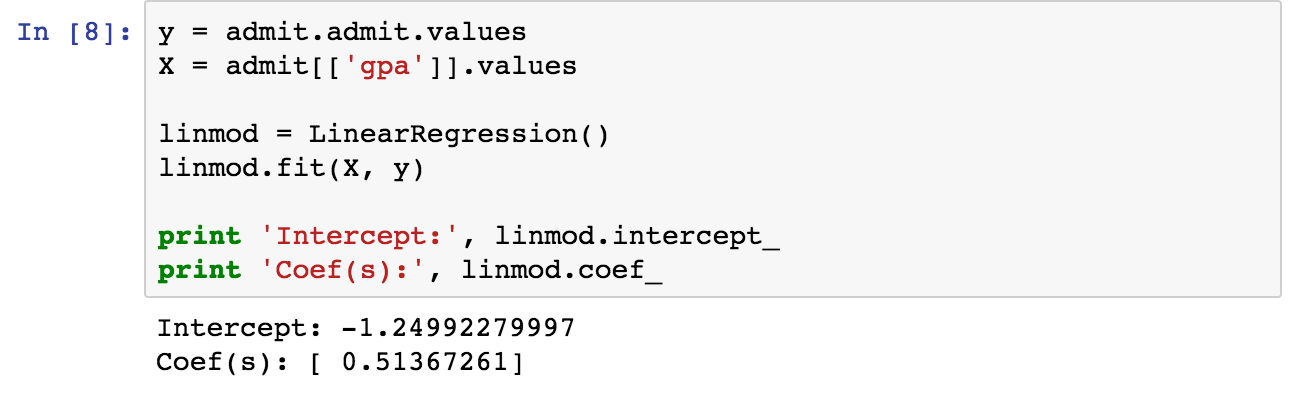 In [8]: y = admit.admit.values
X = admit[['gpa']].values
linmod = LinearRegression()
linmod.fit(X, y)
print 'Intercept:', linmod.intercept_
print 'Coef(s):', linmod.coef_
Intercept: -1.24992279997
Coef(s): [ 0.51367261]